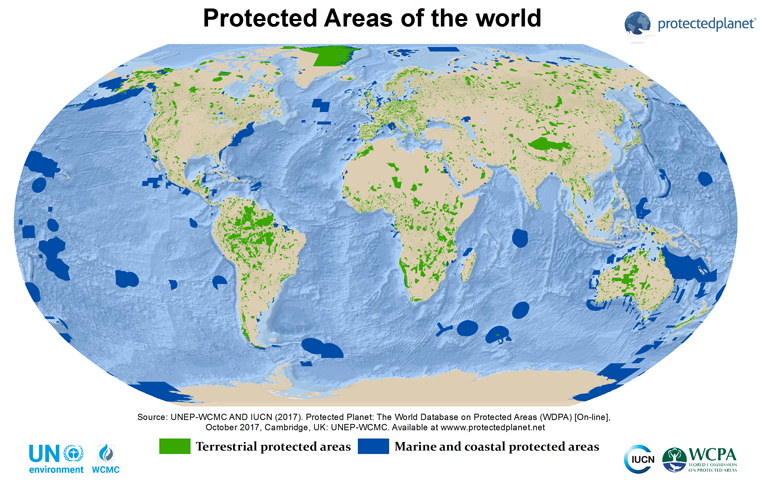 Protected Areas of the world
protectedplanet®
Source: UNEP-WCMC AND IUCN (2017). Protected Planet: The World Database on Protected Areas (WDPA) [On-line],
October 2017, Cambridge, UK: UNEP-WCMC. Available at wwww.protectedplanet.net
Terrestrial protected areas
Marine and coastal protected areas
UN
environment
WCMC
IUCN
WCPA
WORLD COMMISSION
ON PROTECTED AREAS